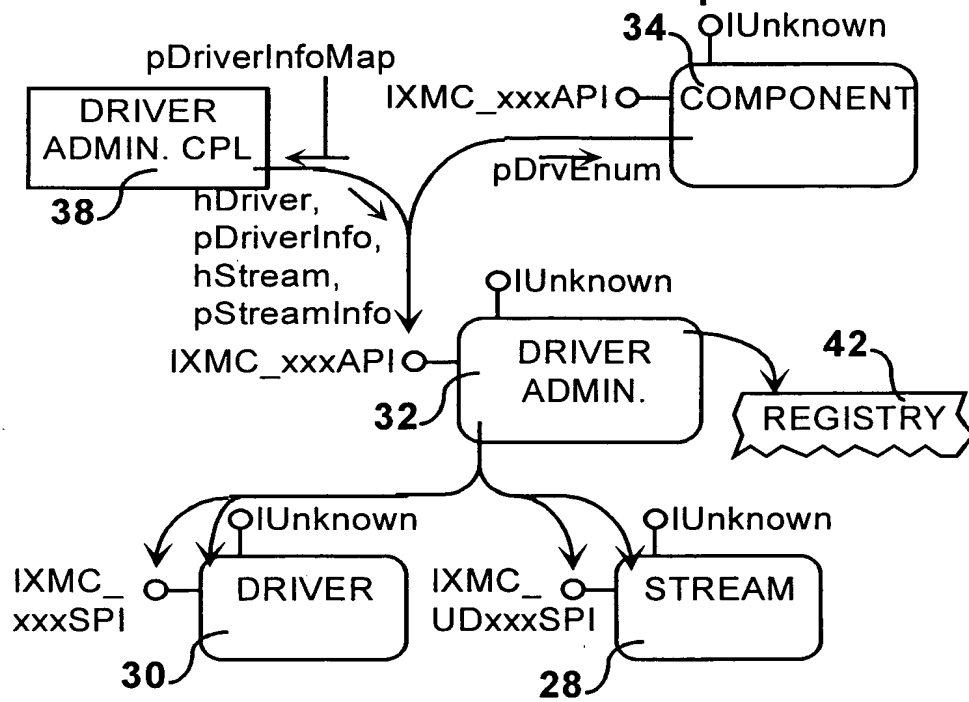 34
IUnknown
pDriverInfoMap
IXMC_xxxAPI
COMPONENT
DRIVER
ADMIN. CPL
pDrvEnum
38
hDriver,
pDriverInfo,
hStream,
pStreamInfo
IUnknown
IXMC_xxxAPI
DRIVER
ADMIN.
32
42
REGISTRY
IUnknown
IUnknown
IXMC_
xxxSPI
DRIVER
IXMC_
UDxxxSPI
STREAM
30
28